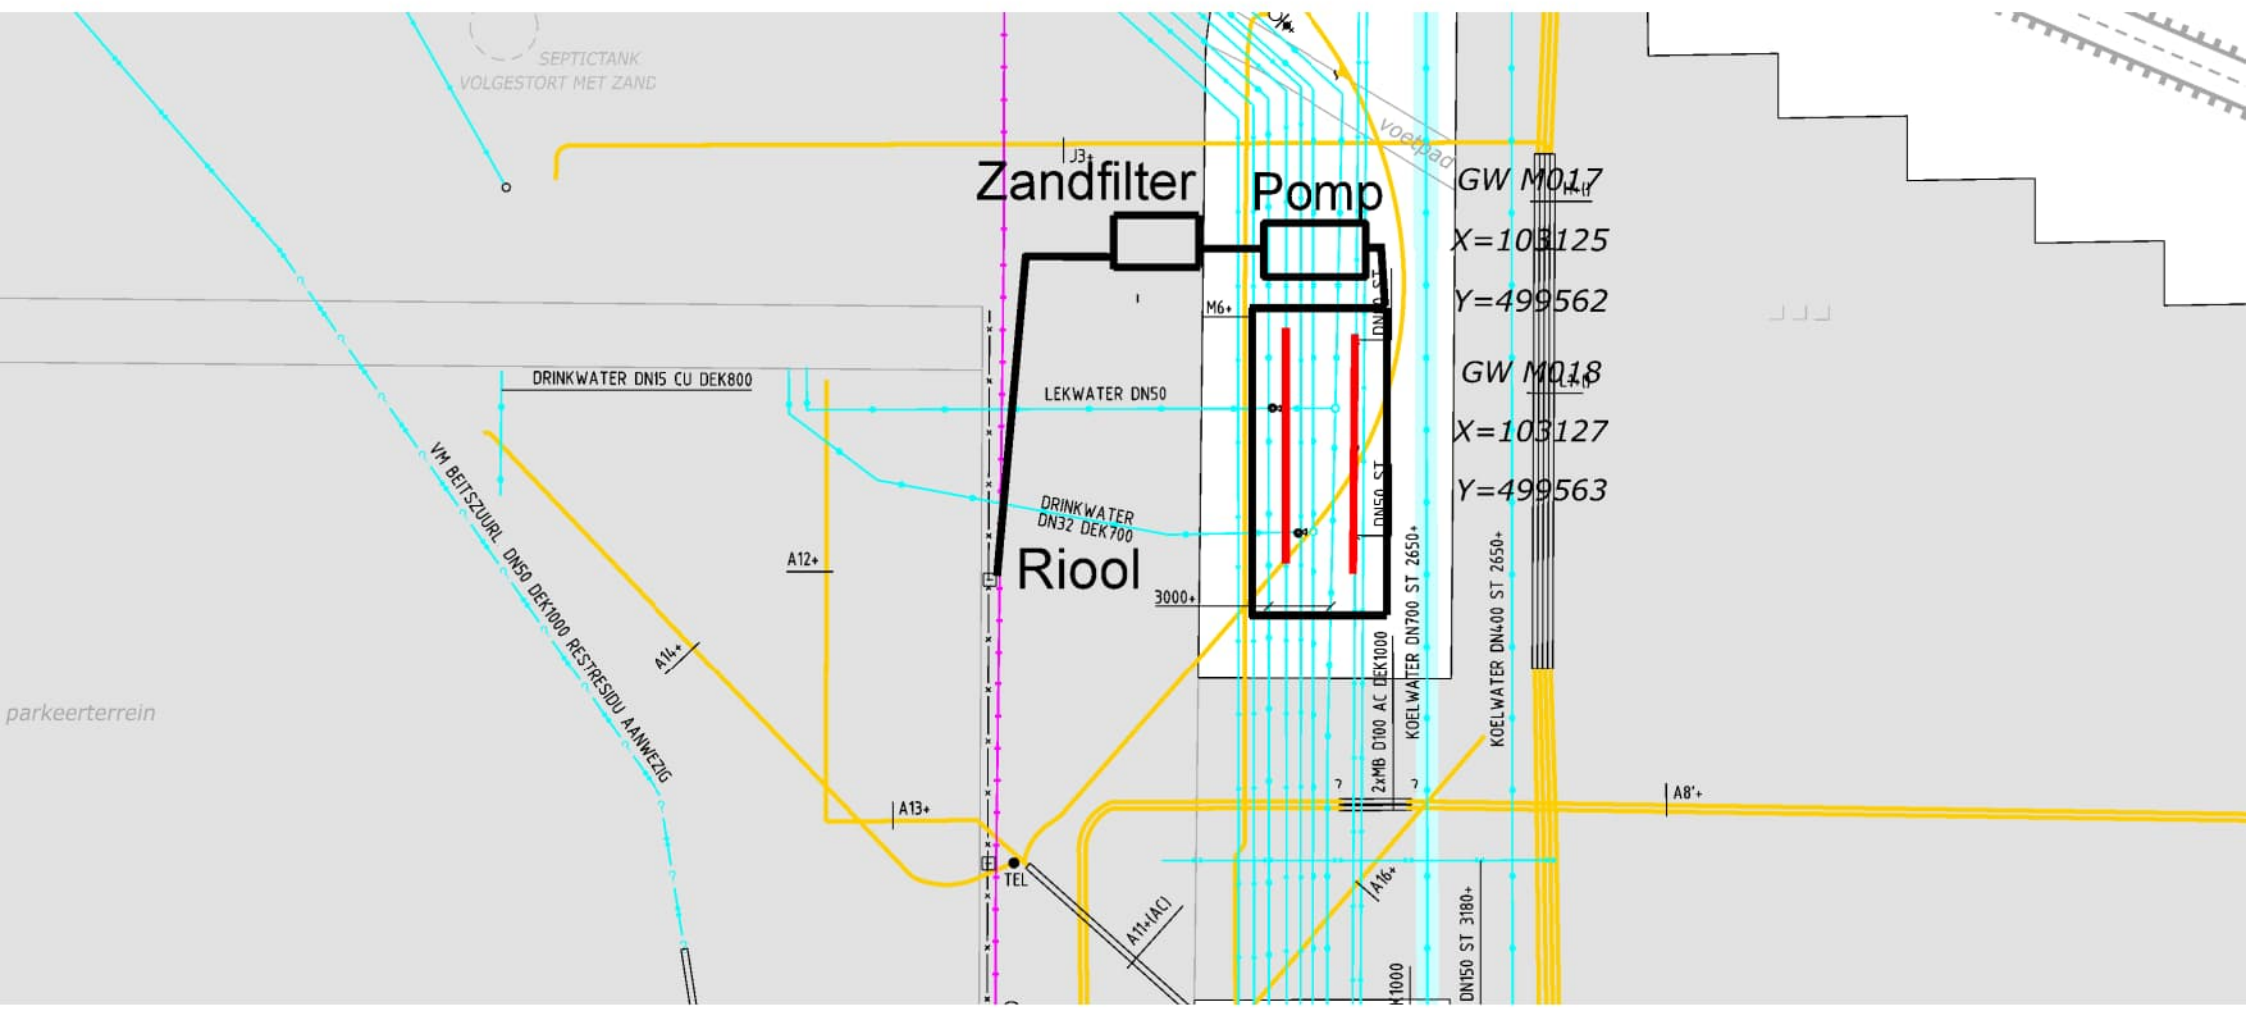 SEPTICTANK
VOLGESTORT MET ZAND
voetpad
J3+
Zandfilter
Pomp
GW M017
X=103125
Y=499562
M6+
GW M018
X=103127
Y=499563
DRINKWATER DN15 CU DEK800
LEKWATER DN50
DRINKWATER
DN32 DEK700
DN50 ST
VM BEITSZUURL. DN50 DEK1000 RESTRESIDU AANWEZIG
A12+
Riool
3000+
KOELWATER DN700 ST 2650+
KOELWATER DN400 ST 2650+
A14+
2xMB D100 AC DEK1000
parkeerterrein
A13+
? ?
A8'+
TEL
A16+
A11+(AC)
DN150 ST 3180+